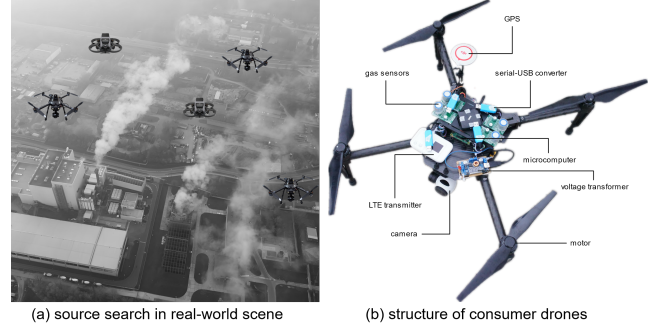 GPS
gas sensors
serial-USB converter
microcomputer
voltage transformer
LTE transmitter
camera
motor
(a) source search in real-world scene
(b) structure of consumer drones